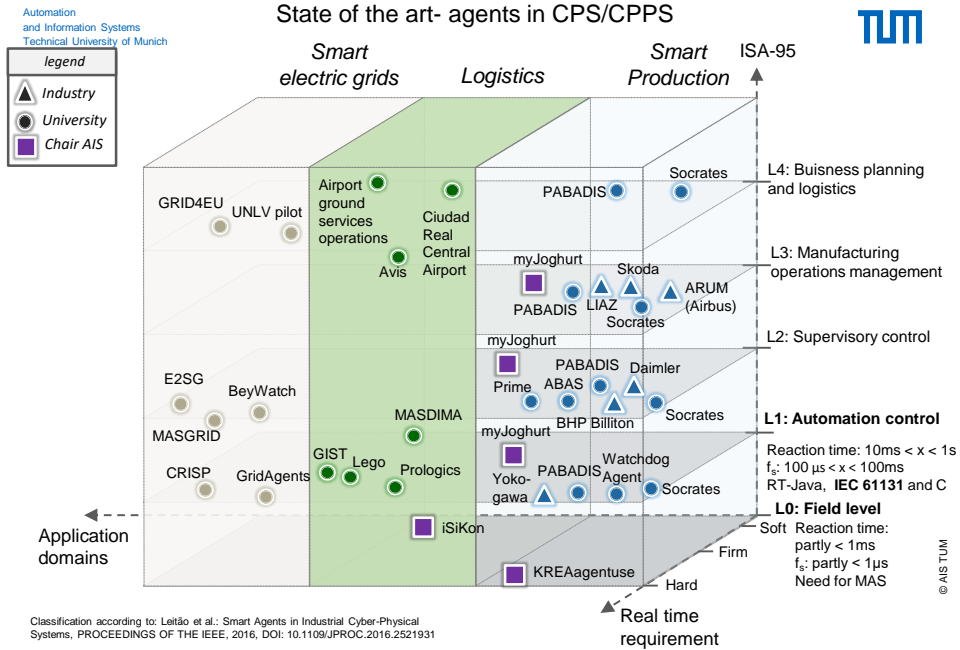 Automation
and Information Systems
Technical University of Munich
State of the art- agents in CPS/CPPS
TUM
legend
Industry
University
Chair AIS
Smart
electric grids
Logistics
Smart
Production
ISA-95
L4: Buisness planning
and logistics
L3: Manufacturing
operations management
L2: Supervisory control
L1: Automation control
Reaction time: 10ms < x < 1s
fs: 100 µs < x < 100ms
RT-Java, IEC 61131 and C
L0: Field level
Soft
Reaction time:
partly < 1ms
fs: partly < 1µs
Need for MAS
Firm
Hard
Real time
requirement
Application
domains
GRID4EU
UNLV pilot
Airport
ground
services
operations
Ciudad
Real
Central
Airport
Avis
PABADIS
Socrates
myJoghurt
PABADIS
LIAZ
Skoda
Socrates
ARUM
(Airbus)
E2SG
BeyWatch
MASGRID
MASDIMA
myJoghurt
Prime
ABAS
PABADIS
Daimler
BHP Billiton
Socrates
CRISP
GridAgents
GIST
Lego
Prologics
myJoghurt
Yoko-
gawa
PABADIS
Watchdog
Agent
Socrates
iSiKon
KREAagentuse
Classification according to: Leitão et al.: Smart Agents in Industrial Cyber-Physical
Systems, PROCEEDINGS OF THE IEEE, 2016, DOI: 10.1109/JPROC.2016.2521931
© AIS TUM